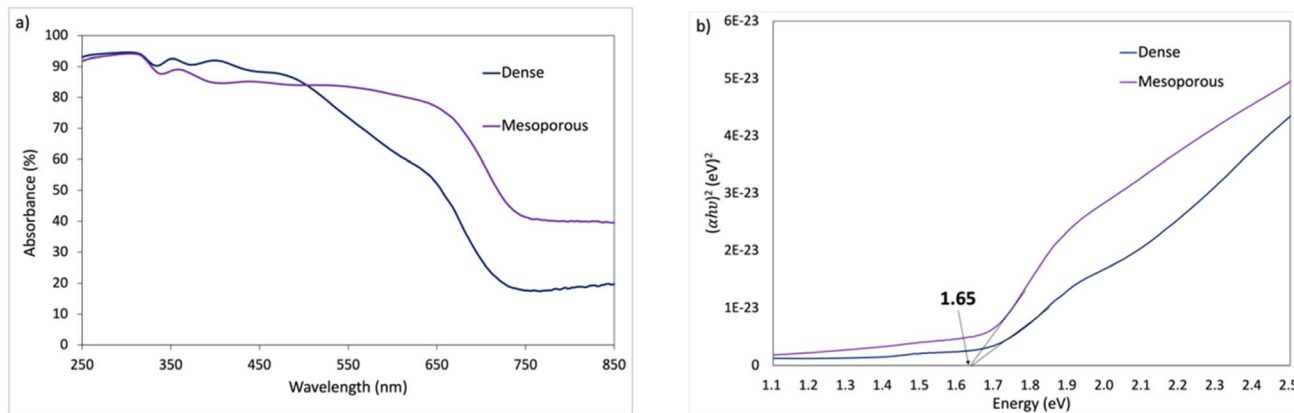 a)
100
90
80
70
60
50
40
30
20
10
0
Absorbance (%)
250 350 450 550 650 750 850
Wavelength (nm)
Dense
Mesoporous
b)
6E-23
5E-23
4E-23
3E-23
2E-23
1E-23
0
(αhυ)² (eV)²
1.1 1.2 1.3 1.4 1.5 1.6 1.7 1.8 1.9 2.0 2.1 2.2 2.3 2.4 2.5
Energy (eV)
Dense
Mesoporous
1.65